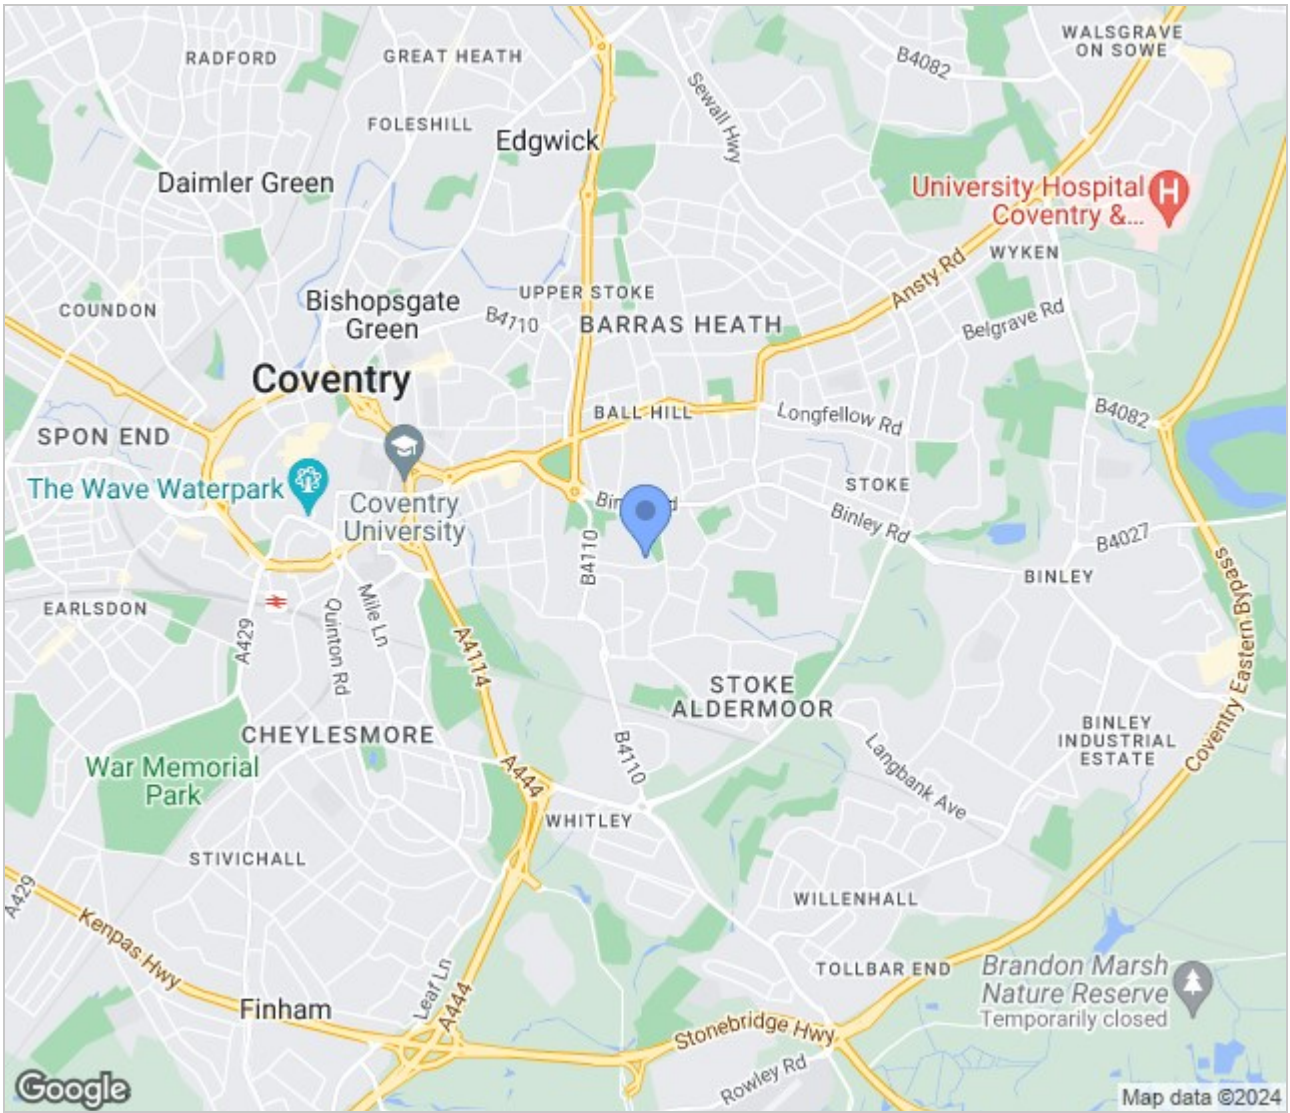 WALSGRAVE
ON SOWE
RADFORD
GREAT HEATH
B4082
Sewall Hwy
FOLESHILL
Edgwick
Daimler Green
University Hospital
Coventry &...
H
WYKEN
Ansty Rd
UPPER STOKE
Bishopsgate
Green
COUNDON
B4110
BARRAS HEATH
Belgrave Rd
Coventry
BALL HILL
Longfellow Rd
B4082
SPON END
The Wave Waterpark
Coventry
University
STOKE
Binley Rd
B4027
B4110
BINLEY
Coventry Eastern Bypass
EARLSDON
A429
Quinton Rd
Mile Ln
A4114
STOKE
ALDERMOOR
CHEYLESMORE
B4110
BINLEY
INDUSTRIAL
ESTATE
War Memorial
Park
A444
Langbank Ave
WHITLEY
STIVICHALL
A429
WILLENHALL
Kenpas Hwy
TOLLBAR END
Brandon Marsh
Nature Reserve
Temporarily closed
Leaf Ln
A444
Finham
Stonebridge Hwy
Rowley Rd
Google
Map data ©2024